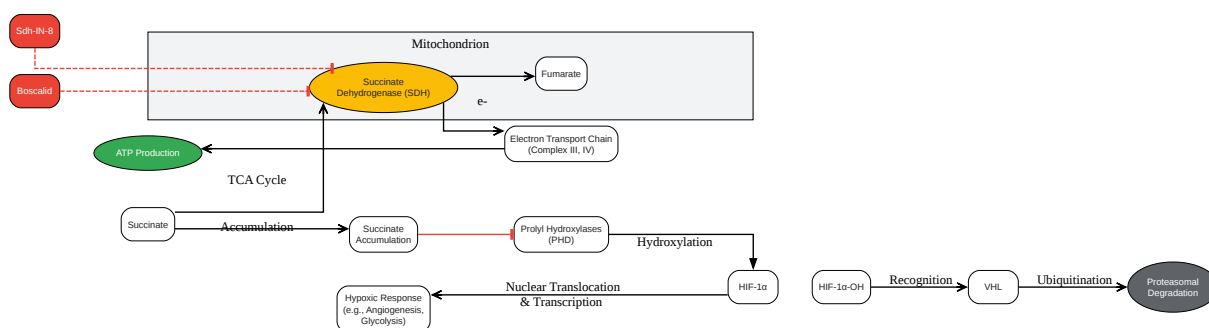 Sdh-IN-8
Mitochondrion
Succinate
Dehydrogenase (SDH)
Fumarate
Boscalid
e-
Electron Transport Chain
(Complex III, IV)
ATP Production
TCA Cycle
Succinate
Accumulation
Succinate
Accumulation
Prolyl Hydroxylases
(PHD)
Hydroxylation
HIF-1α
HIF-1α-OH
Recognition
VHL
Ubiquitination
Proteasomal
Degradation
Nuclear Translocation
& Transcription
Hypoxic Response
(e.g., Angiogenesis,
Glycolysis)